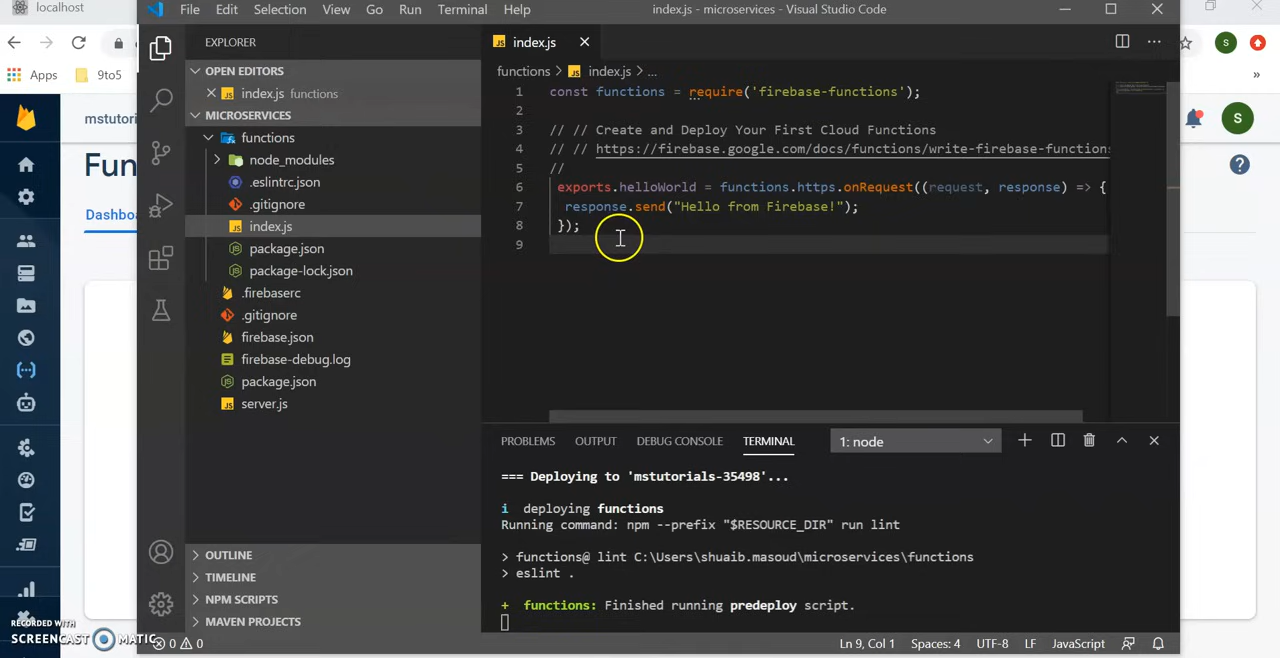 localhost
File Edit Selection View Go Run Terminal Help
index.js - microservices - Visual Studio Code
Apps
9to5
S
»
mstutori
S
Fun
Dashboa
EXPLORER
OPEN EDITORS
index.js functions
MICROSERVICES
functions
node_modules
.eslintrc.json
.gitignore
index.js
package.json
package-lock.json
.firebaserc
.gitignore
firebase.json
firebase-debug.log
package.json
server.js
OUTLINE
TIMELINE
NPM SCRIPTS
MAVEN PROJECTS
index.js
functions > index.js > ...
1 const functions = require('firebase-functions');
2
3 // // Create and Deploy Your First Cloud Functions
4 // // https://firebase.google.com/docs/functions/write-firebase-functions
5 //
6 exports.helloWorld = functions.https.onRequest((request, response) => {
7 response.send("Hello from Firebase!");
8 });
9
PROBLEMS OUTPUT DEBUG CONSOLE TERMINAL 1: node
=== Deploying to 'mstutorials-35498'...
i deploying functions
Running command: npm --prefix "$RESOURCE_DIR" run lint
> functions@ lint C:\Users\shuaib.masoud\microservices\functions
> eslint .
+ functions: Finished running predeploy script.
RECORDED WITH
SCREENCAST MATIC
0 0
Ln 9, Col 1 Spaces: 4 UTF-8 LF JavaScript